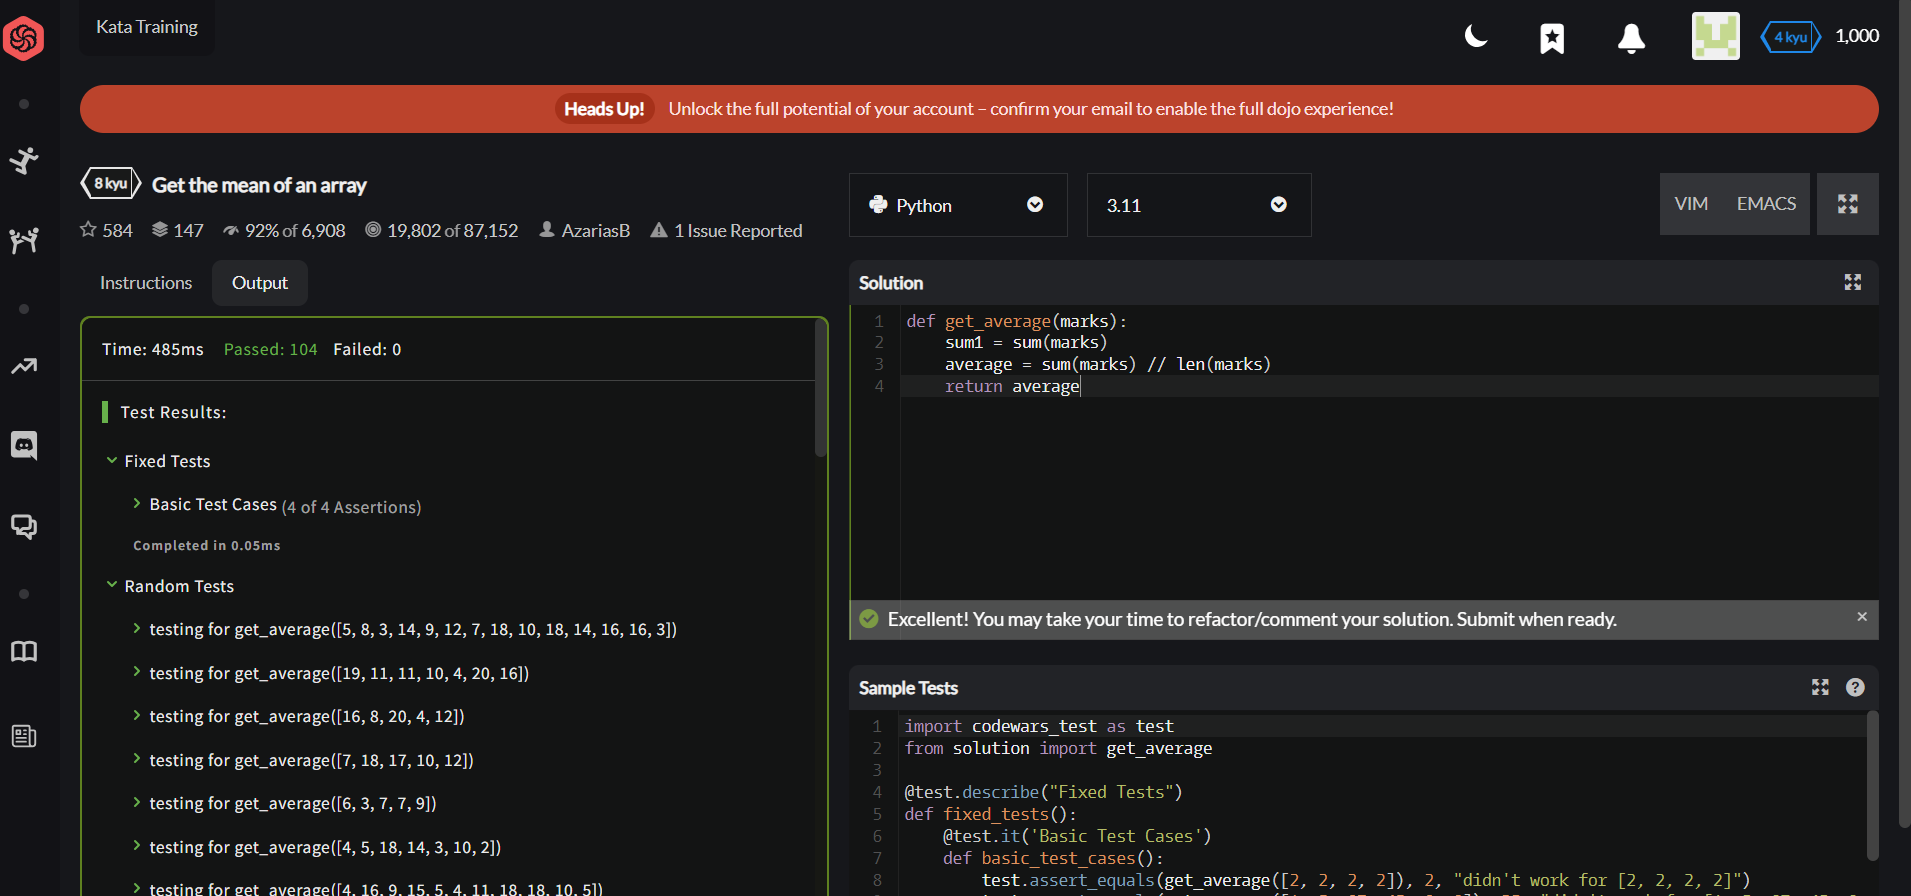 Kata Training
4 kyu
1,000
Heads Up! Unlock the full potential of your account – confirm your email to enable the full dojo experience!
8 kyu Get the mean of an array
584 147 92% of 6,908 19,802 of 87,152 AzariasB 1 Issue Reported
Python
3.11
VIM EMACS
Instructions Output
Time: 485ms Passed: 104 Failed: 0
Test Results:
Fixed Tests
Basic Test Cases (4 of 4 Assertions)
Completed in 0.05ms
Random Tests
testing for get_average([5, 8, 3, 14, 9, 12, 7, 18, 10, 18, 14, 16, 16, 3])
testing for get_average([19, 11, 11, 10, 4, 20, 16])
testing for get_average([16, 8, 20, 4, 12])
testing for get_average([7, 18, 17, 10, 12])
testing for get_average([6, 3, 7, 7, 9])
testing for get_average([4, 5, 18, 14, 3, 10, 2])
testing for get_average([4, 16, 9, 15, 5, 4, 11, 18, 18, 10, 5])
Solution
1 def get_average(marks):
2 sum1 = sum(marks)
3 average = sum(marks) // len(marks)
4 return average
Excellent! You may take your time to refactor/comment your solution. Submit when ready.
Sample Tests
1 import codewars_test as test
2 from solution import get_average
3
4 @test.describe("Fixed Tests")
5 def fixed_tests():
6 @test.it('Basic Test Cases')
7 def basic_test_cases():
8 test.assert_equals(get_average([2, 2, 2, 2]), 2, "didn't work for [2, 2, 2, 2]")